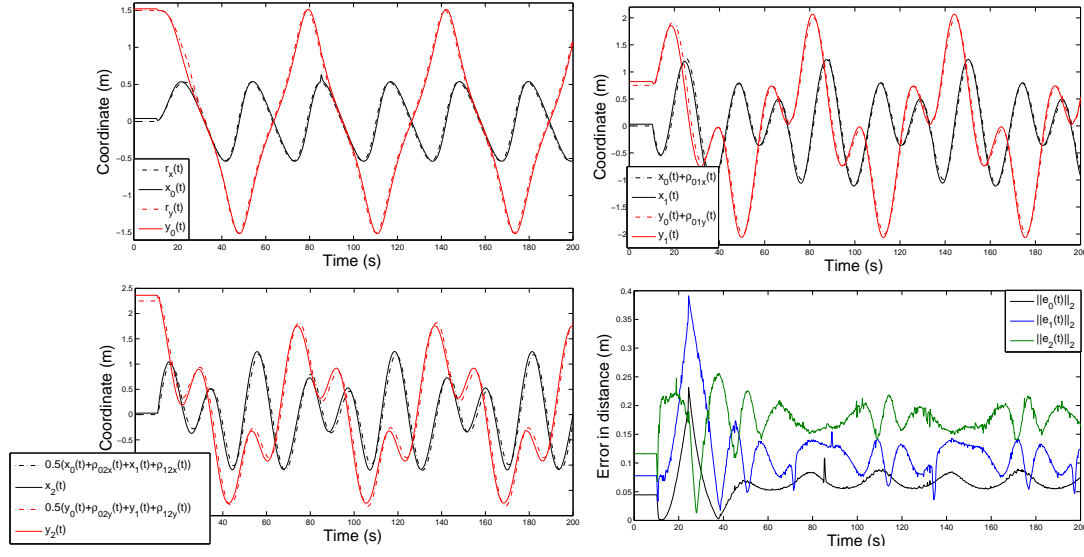 1.5
1
0.5
0
−0.5
−1
−1.5
0 20 40 60 80 100 120 140 160 180 200
Time (s)
Coordinate (m)
r_x(t)
x_0(t)
r_y(t)
y_0(t)
2
1.5
1
0.5
0
−0.5
−1
−1.5
−2
0 20 40 60 80 100 120 140 160 180 200
Time (s)
Coordinate (m)
x_0(t)+ρ_01x(t)
x_1(t)
y_0(t)+ρ_01y(t)
y_1(t)
2.5
2
1.5
1
0.5
0
−0.5
40 60 80 100 120 140 160 180 200
Time (s)
Coordinate (m)
0.5(x_0(t)+ρ_02x(t)+x_1(t)+ρ_12x(t))
x_2(t)
0.5(y_0(t)+ρ_02y(t)+y_1(t)+ρ_12y(t))
y_2(t)
0.4
0.35
0.3
0.25
0.2
0.15
0.1
0.05
0
0 20 40 60 80 100 120 140 160 180 200
Time (s)
Error in distance (m)
||e_0(t)||_2
||e_1(t)||_2
||e_2(t)||_2